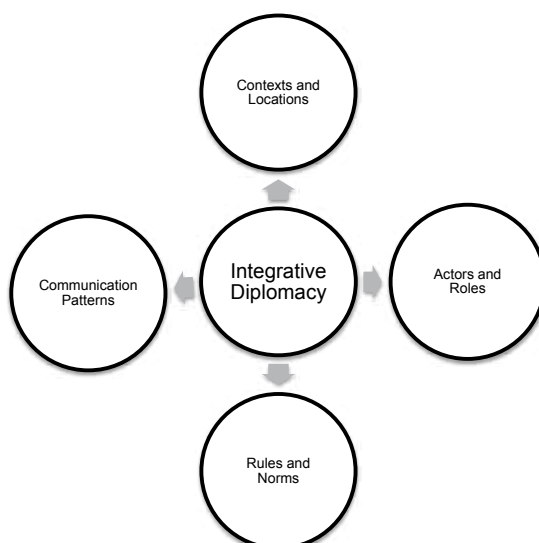 Contexts and
Locations
Communication
Patterns
Integrative
Diplomacy
Actors and
Roles
Rules and
Norms